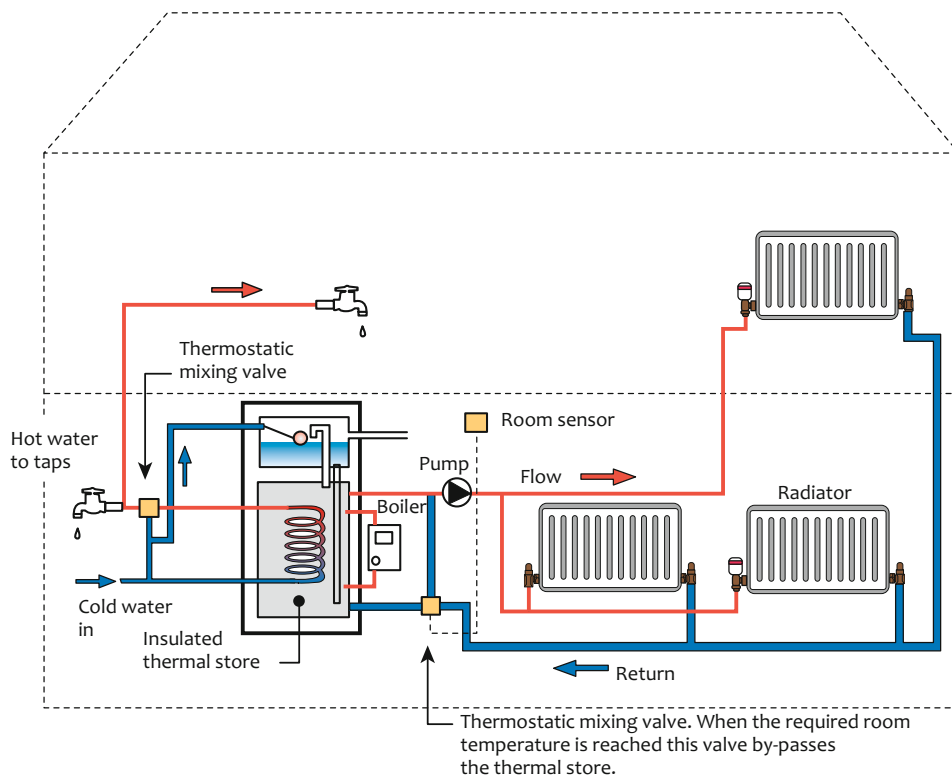 Thermostatic
mixing valve
Hot water
to taps
Room sensor
Pump
Flow
Boiler
Radiator
Cold water
in
Insulated
thermal store
Return
Thermostatic mixing valve. When the required room
temperature is reached this valve by-passes
the thermal store.